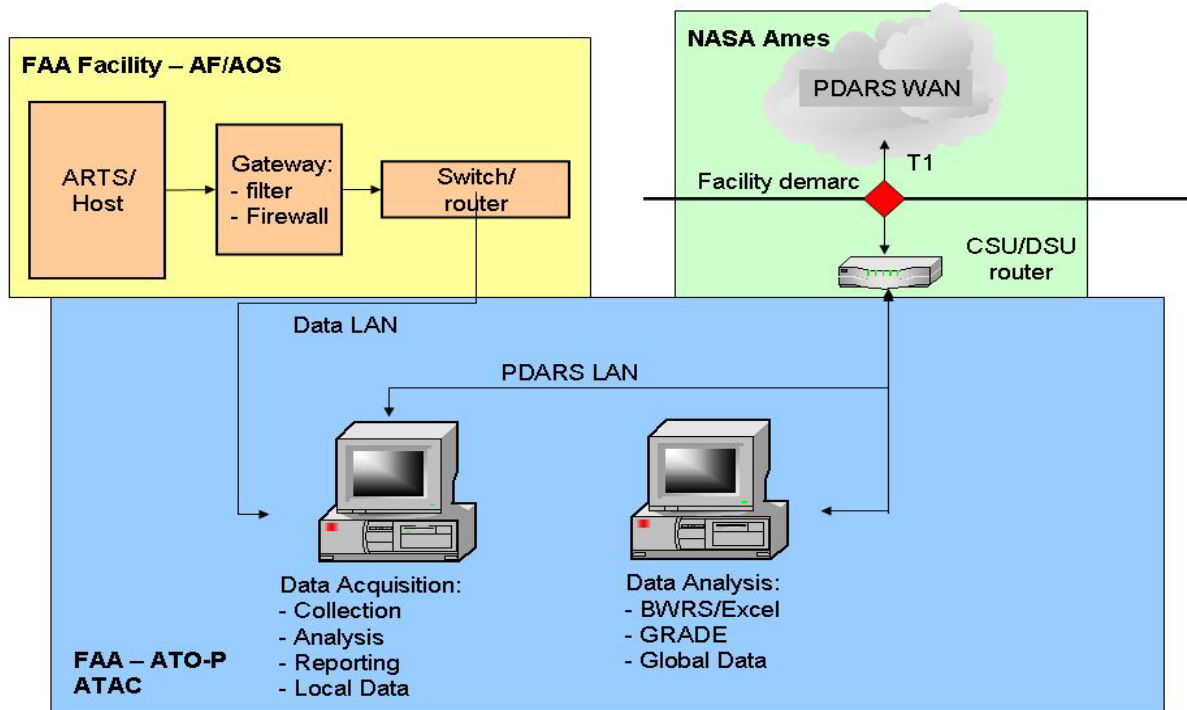 FAA Facility – AF/AOS
ARTS/
Host
Gateway:
- filter
- Firewall
Switch/
router
NASA Ames
PDARS WAN
T1
Facility demarc
CSU/DSU
router
Data LAN
PDARS LAN
Data Acquisition:
- Collection
- Analysis
- Reporting
- Local Data
Data Analysis:
- BWRS/Excel
- GRADE
- Global Data
FAA – ATO-P
ATAC